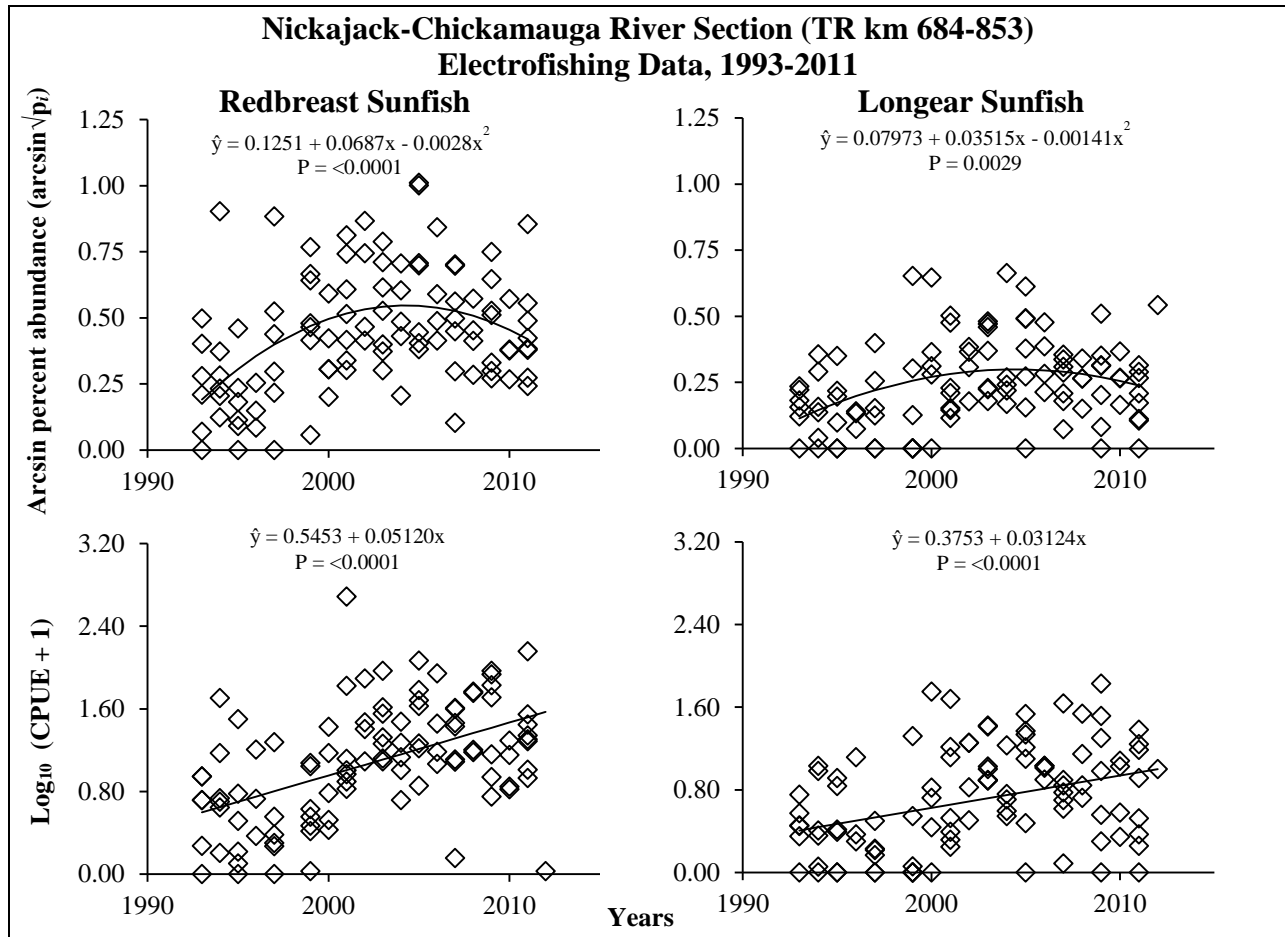 Nickajack-Chickamauga River Section (TR km 684-853)
Electrofishing Data, 1993-2011
Redbreast Sunfish
ŷ = 0.1251 + 0.0687x - 0.0028x²
P = <0.0001
Arcsin percent abundance (arcsin√pᵢ)
1.25
1.00
0.75
0.50
0.25
0.00
1990 2000 2010
Longear Sunfish
ŷ = 0.07973 + 0.03515x - 0.00141x²
P = 0.0029
1.25
1.00
0.75
0.50
0.25
0.00
1990 2000 2010
ŷ = 0.5453 + 0.05120x
P = <0.0001
Log₁₀ (CPUE + 1)
3.20
2.40
1.60
0.80
0.00
1990 2000 2010
ŷ = 0.3753 + 0.03124x
P = <0.0001
3.20
2.40
1.60
0.80
0.00
1990 2000 2010
Years